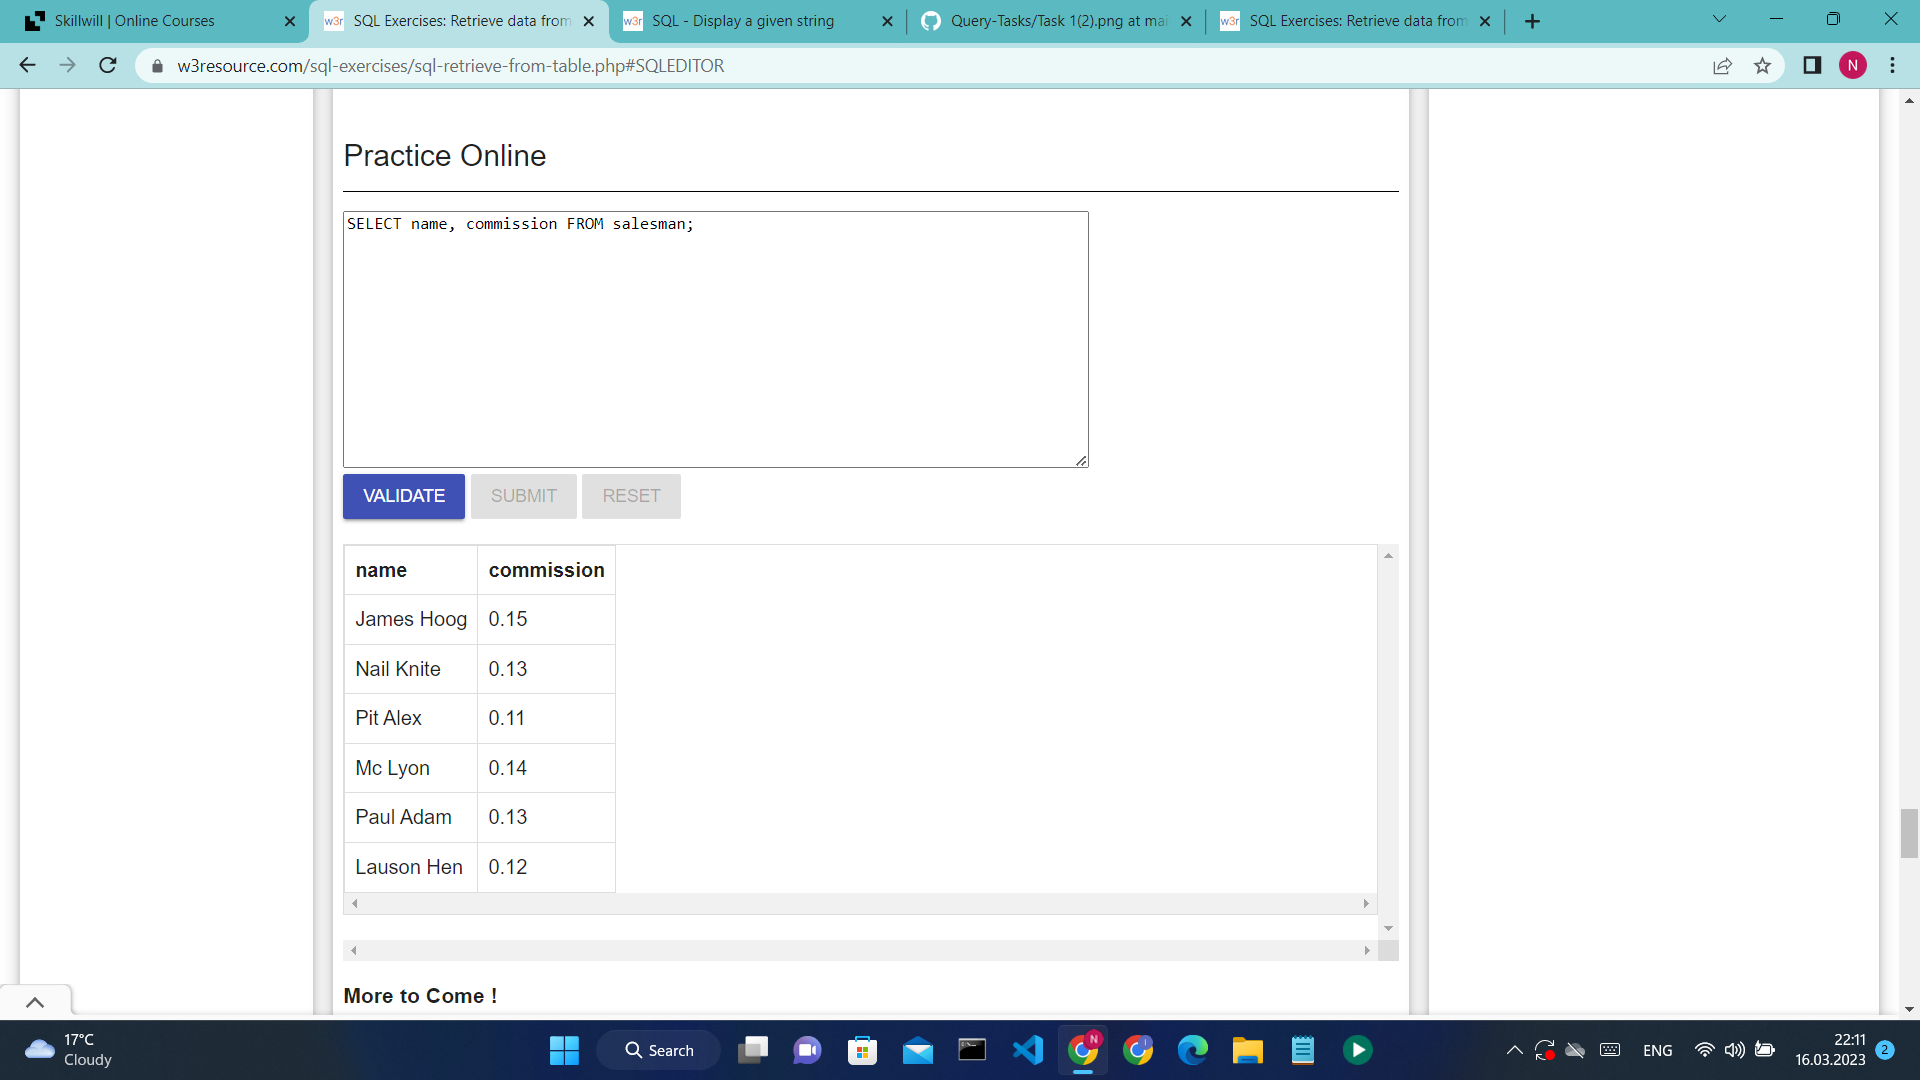 Skillwill | Online Courses
w3r SQL Exercises: Retrieve data from
w3r SQL - Display a given string
Query-Tasks/Task 1(2).png at mai
w3r SQL Exercises: Retrieve data from
w3resource.com/sql-exercises/sql-retrieve-from-table.php#SQLEDITOR
N
Practice Online
SELECT name, commission FROM salesman;
VALIDATE SUBMIT RESET
name commission
James Hoog 0.15
Nail Knite 0.13
Pit Alex 0.11
Mc Lyon 0.14
Paul Adam 0.13
Lauson Hen 0.12
More to Come !
17°C
Cloudy
Search
N
ENG
22:11
16.03.2023
2